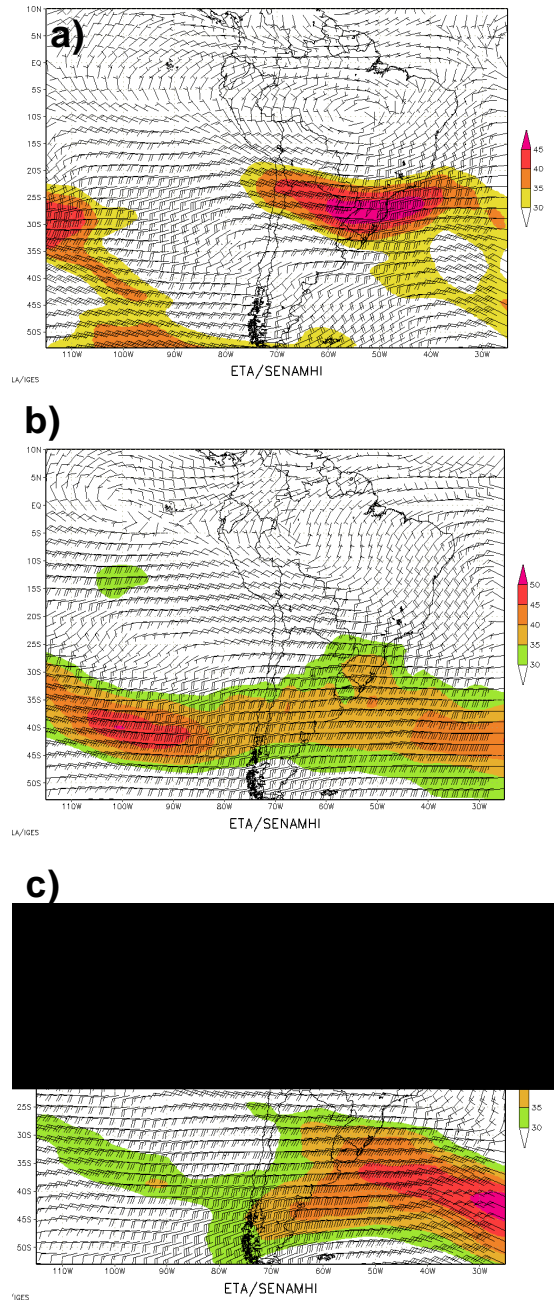 a)
10N
5N
EQ
5S
10S
15S
20S
25S
30S
35S
40S
45S
50S
110W 100W 90W 80W 70W 60W 50W 40W 30W
45
40
35
30
ETA/SENAMHI
LA/IGES
b)
10N
5N
EQ
5S
10S
15S
20S
25S
30S
35S
40S
45S
50S
110W 100W 90W 80W 70W 60W 50W 40W 30W
50
45
40
35
30
ETA/SENAMHI
LA/IGES
c)
25S
30S
35S
40S
45S
50S
110W 100W 90W 80W 70W 60W 50W 40W 30W
35
30
ETA/SENAMHI
IGES